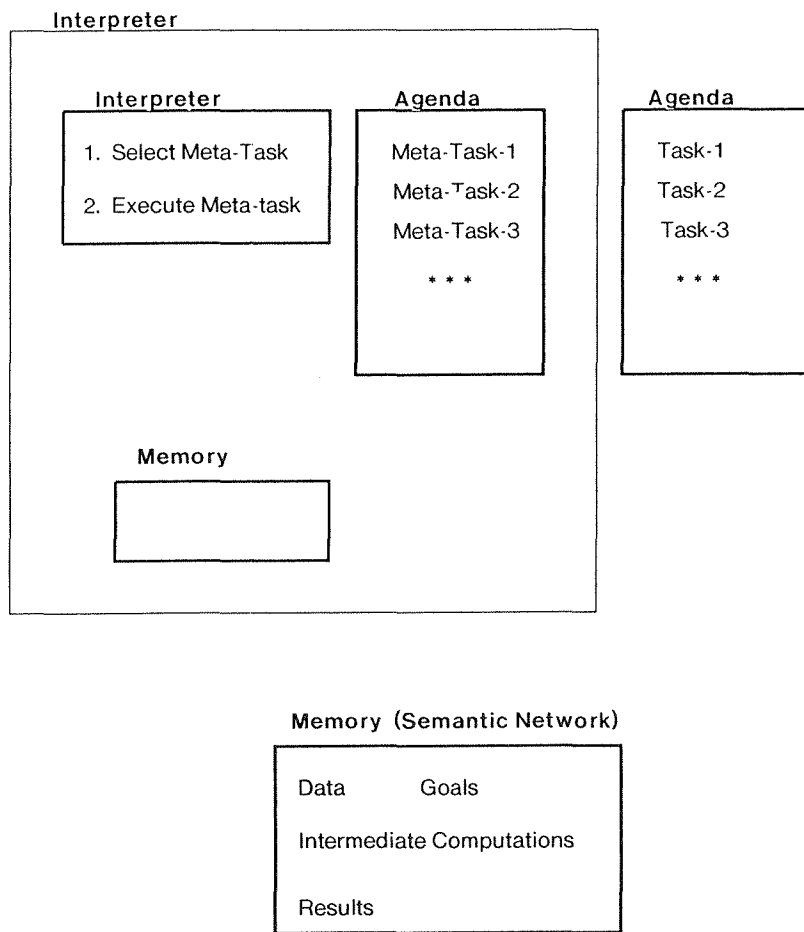 Interpreter
Interpreter
1. Select Meta-Task
2. Execute Meta-task
Agenda
Meta-Task-1
Meta-Task-2
Meta-Task-3
* * *
Agenda
Task-1
Task-2
Task-3
* * *
Memory
Memory (Semantic Network)
Data Goals
Intermediate Computations
Results